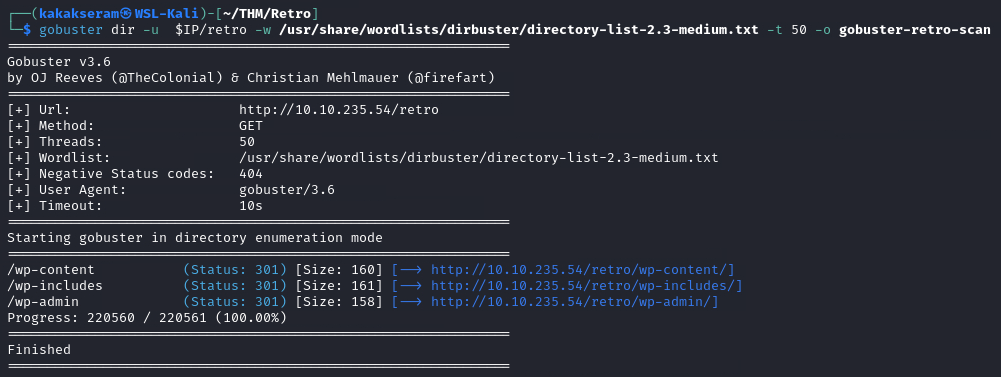 ┌──(kakakseram㉿WSL-Kali)-[~/THM/Retro]
└─$ gobuster dir -u  $IP/retro -w /usr/share/wordlists/dirbuster/directory-list-2.3-medium.txt -t 50 -o gobuster-retro-scan
===============================================================
Gobuster v3.6
by OJ Reeves (@TheColonial) & Christian Mehlmauer (@firefart)
===============================================================
[+] Url:                     http://10.10.235.54/retro
[+] Method:                  GET
[+] Threads:                 50
[+] Wordlist:                /usr/share/wordlists/dirbuster/directory-list-2.3-medium.txt
[+] Negative Status codes:   404
[+] User Agent:              gobuster/3.6
[+] Timeout:                 10s
===============================================================
Starting gobuster in directory enumeration mode
===============================================================
/wp-content           (Status: 301) [Size: 160] [--> http://10.10.235.54/retro/wp-content/]
/wp-includes          (Status: 301) [Size: 161] [--> http://10.10.235.54/retro/wp-includes/]
/wp-admin             (Status: 301) [Size: 158] [--> http://10.10.235.54/retro/wp-admin/]
Progress: 220560 / 220561 (100.00%)
===============================================================
Finished
===============================================================